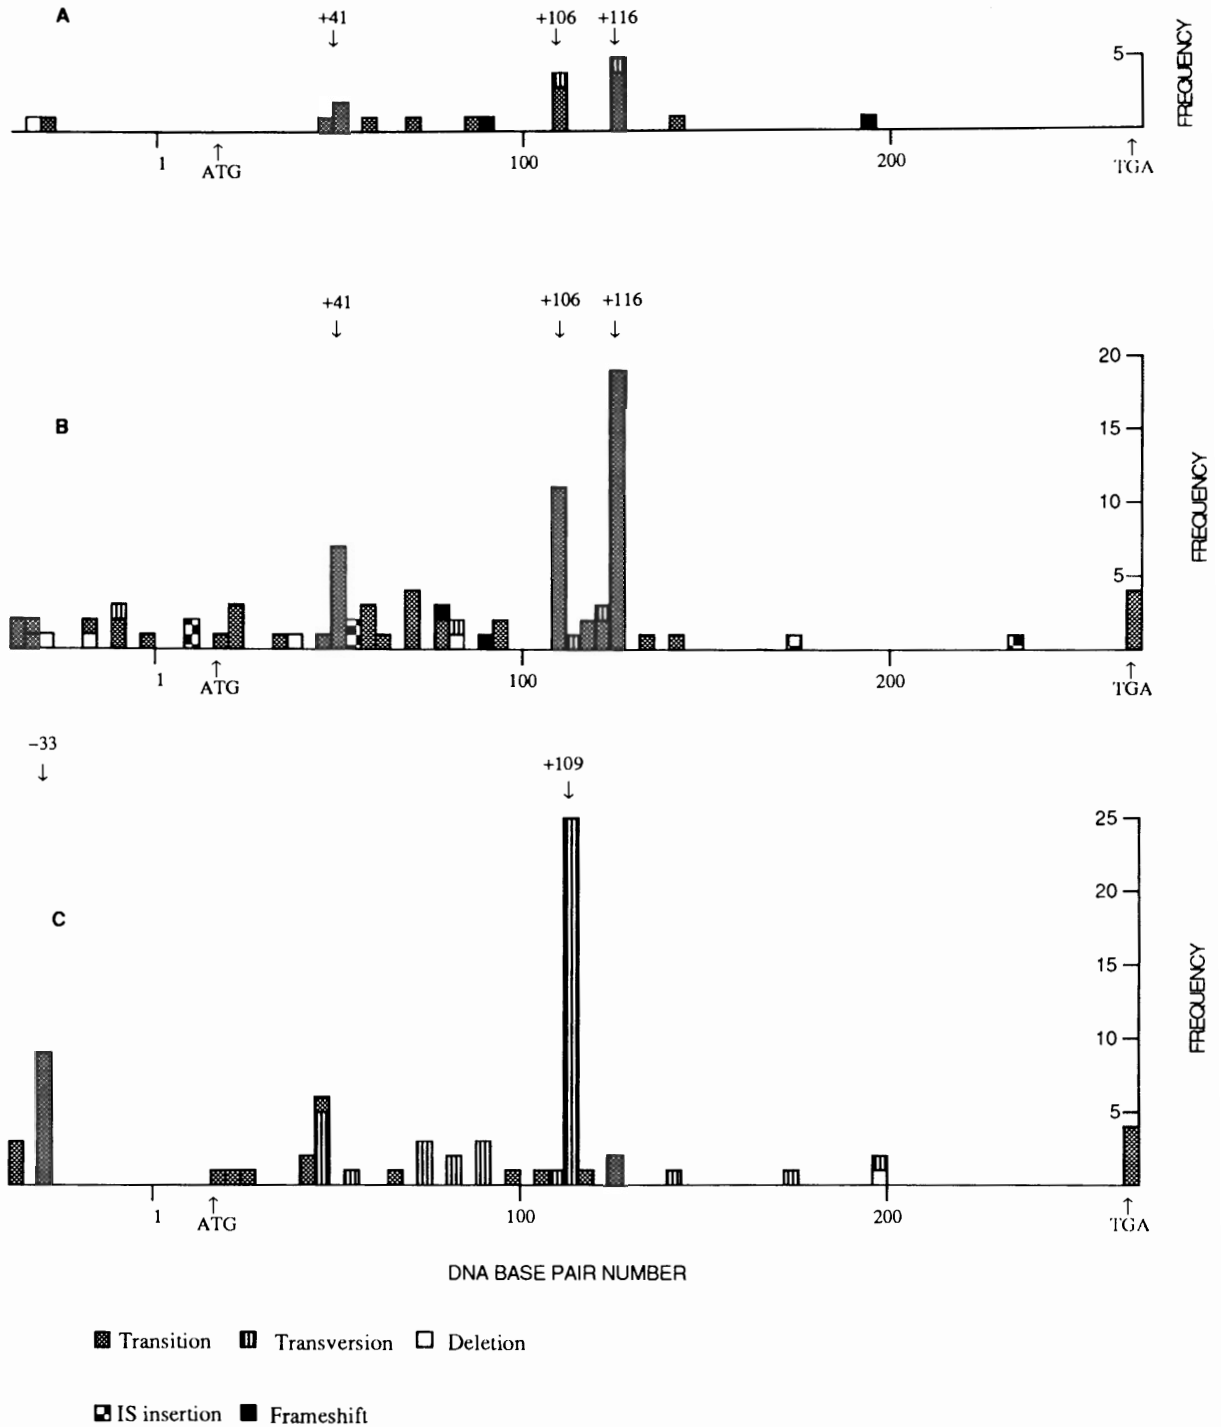 A
+41
+106
+116
5
FREQUENCY
1
ATG
100
200
TGA
+41
+106
+116
B
20
15
10
5
FREQUENCY
1
ATG
100
200
TGA
−33
+109
C
25
20
15
10
5
FREQUENCY
1
ATG
100
200
TGA
DNA BASE PAIR NUMBER
Transition
Transversion
Deletion
IS insertion
Frameshift